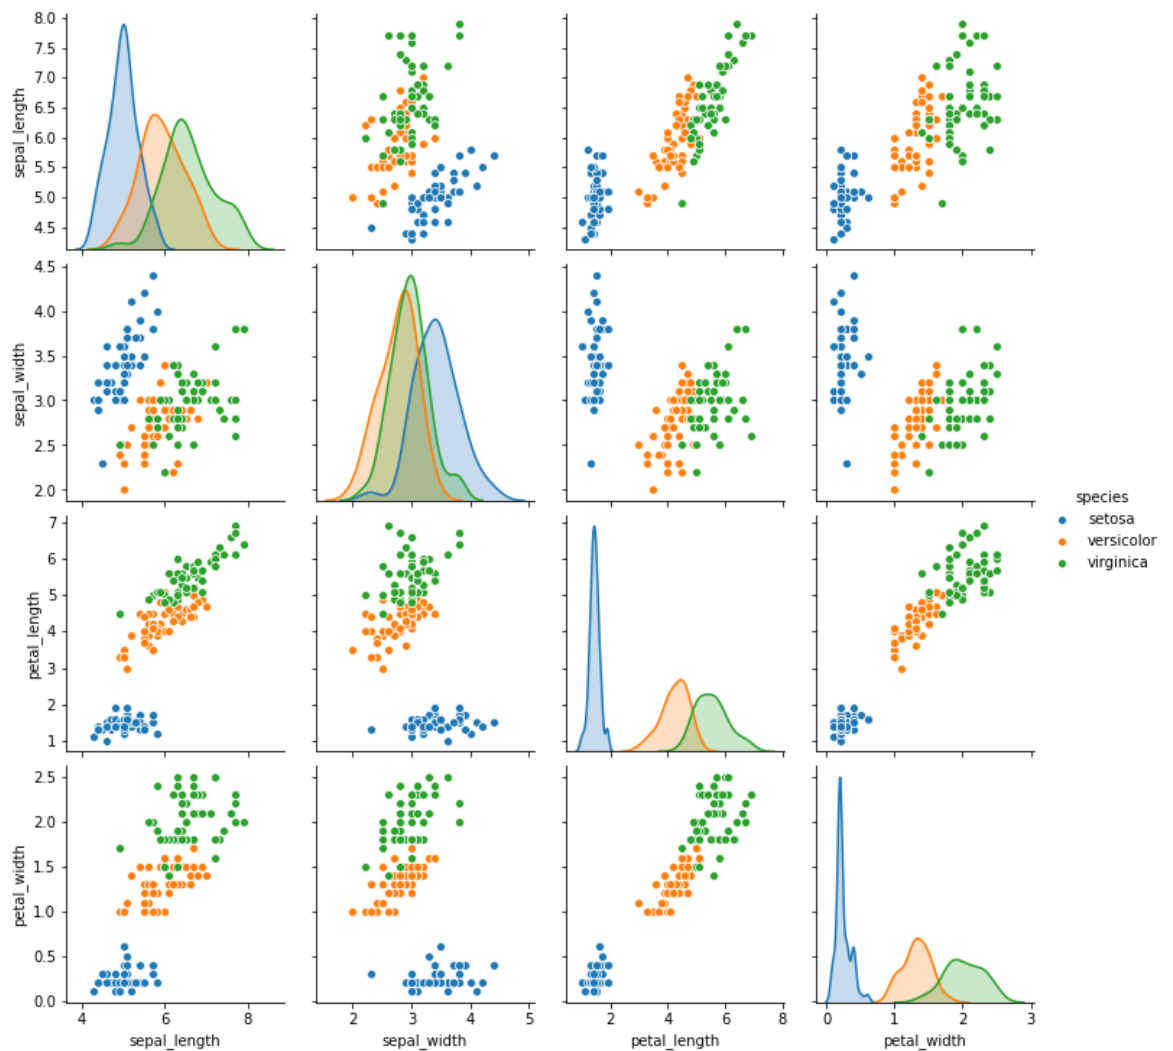 8.0
7.5
7.0
6.5
6.0
5.5
5.0
4.5
sepal_length
4.5
4.0
3.5
3.0
2.5
2.0
sepal_width
species
setosa
versicolor
virginica
7
6
5
4
3
2
1
petal_length
2.5
2.0
1.5
1.0
0.5
0.0
petal_width
4 6 8 2 3 4 5 2 4 6 8 0 1 2 3
sepal_length sepal_width petal_length petal_width